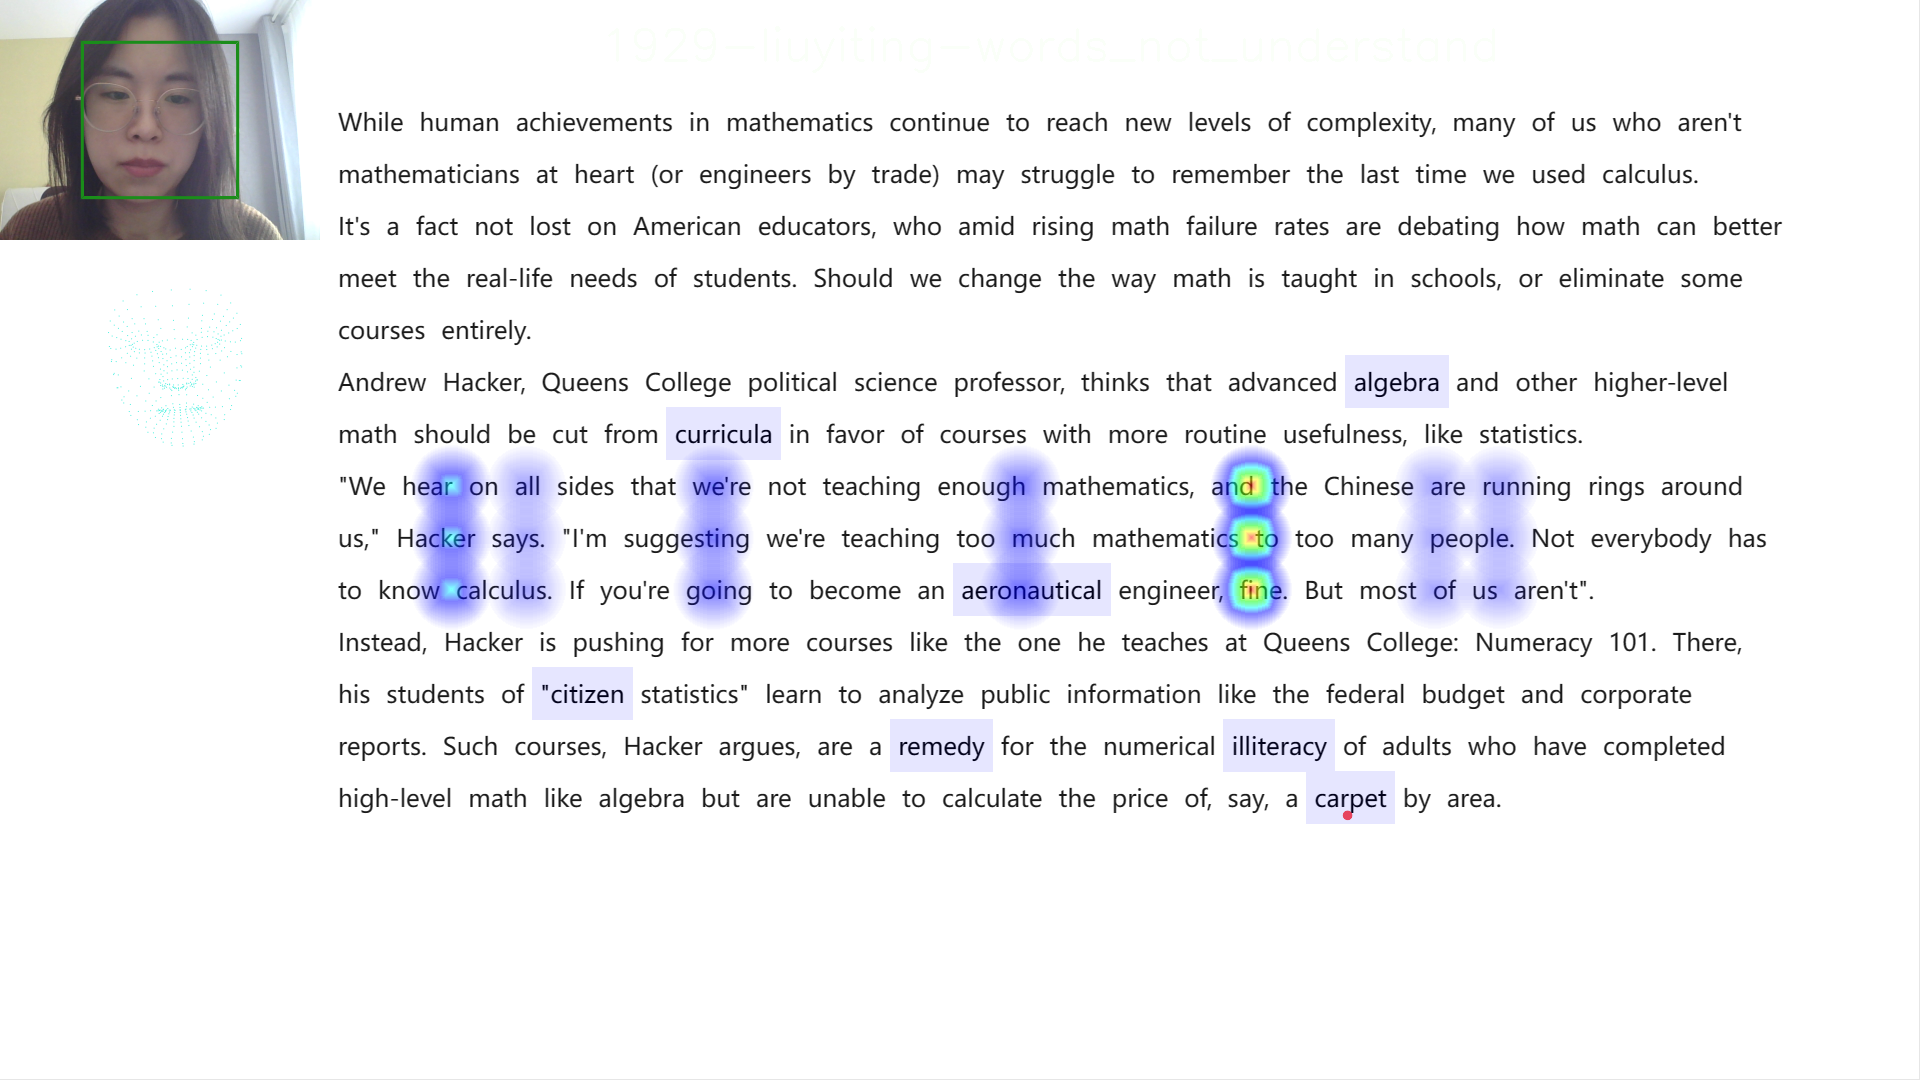 1929-liuyiting-words_not_understand
While human achievements in mathematics continue to reach new levels of complexity, many of us who aren't
mathematicians at heart (or engineers by trade) may struggle to remember the last time we used calculus.
It's a fact not lost on American educators, who amid rising math failure rates are debating how math can better
meet the real-life needs of students. Should we change the way math is taught in schools, or eliminate some
courses entirely.
Andrew Hacker, Queens College political science professor, thinks that advanced algebra and other higher-level
math should be cut from curricula in favor of courses with more routine usefulness, like statistics.
"We hear on all sides that we're not teaching enough mathematics, and the Chinese are running rings around
us," Hacker says. "I'm suggesting we're teaching too much mathematics to too many people. Not everybody has
to know calculus. If you're going to become an aeronautical engineer, fine. But most of us aren't".
Instead, Hacker is pushing for more courses like the one he teaches at Queens College: Numeracy 101. There,
his students of "citizen statistics" learn to analyze public information like the federal budget and corporate
reports. Such courses, Hacker argues, are a remedy for the numerical illiteracy of adults who have completed
high-level math like algebra but are unable to calculate the price of, say, a carpet by area.